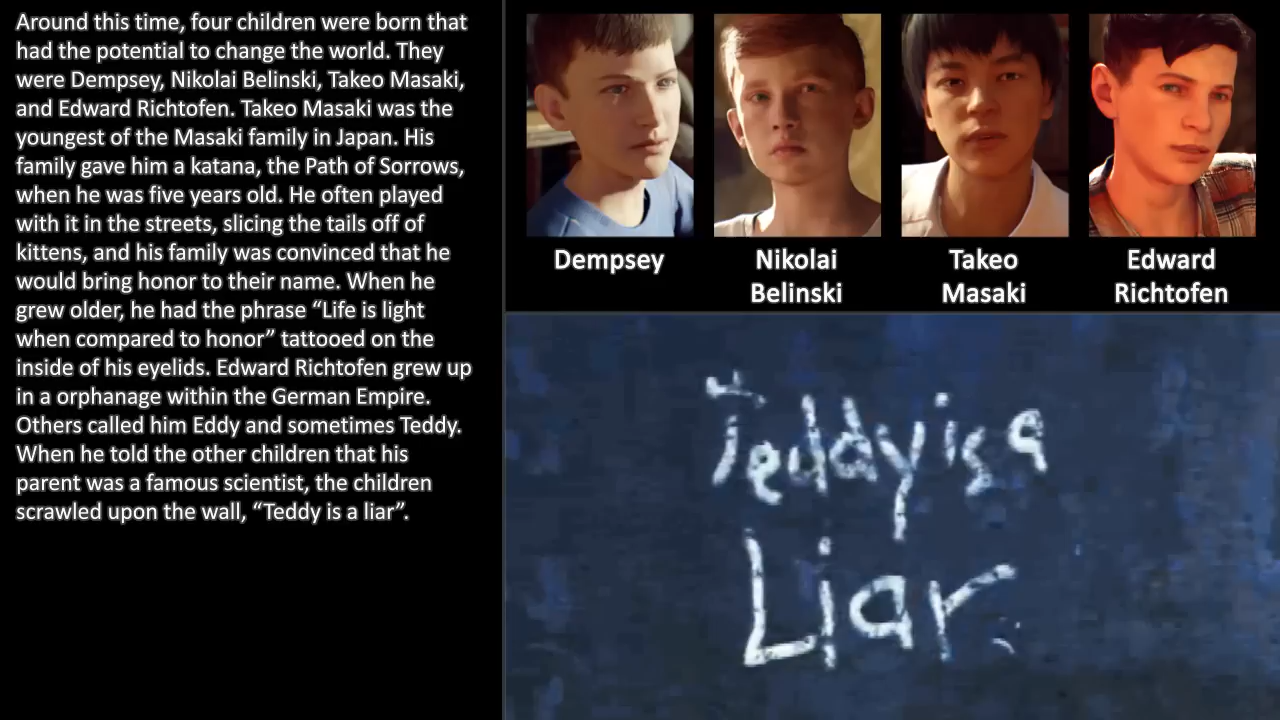 Around this time, four children were born that
had the potential to change the world. They
were Dempsey, Nikolai Belinski, Takeo Masaki,
and Edward Richtofen. Takeo Masaki was the
youngest of the Masaki family in Japan. His
family gave him a katana, the Path of Sorrows,
when he was five years old. He often played
with it in the streets, slicing the tails off of
kittens, and his family was convinced that he
would bring honor to their name. When he
grew older, he had the phrase “Life is light
when compared to honor” tattooed on the
inside of his eyelids. Edward Richtofen grew up
in a orphanage within the German Empire.
Others called him Eddy and sometimes Teddy.
When he told the other children that his
parent was a famous scientist, the children
scrawled upon the wall, “Teddy is a liar”.
Dempsey
Nikolai
Belinski
Takeo
Masaki
Edward
Richtofen
Teddy is a
Liar